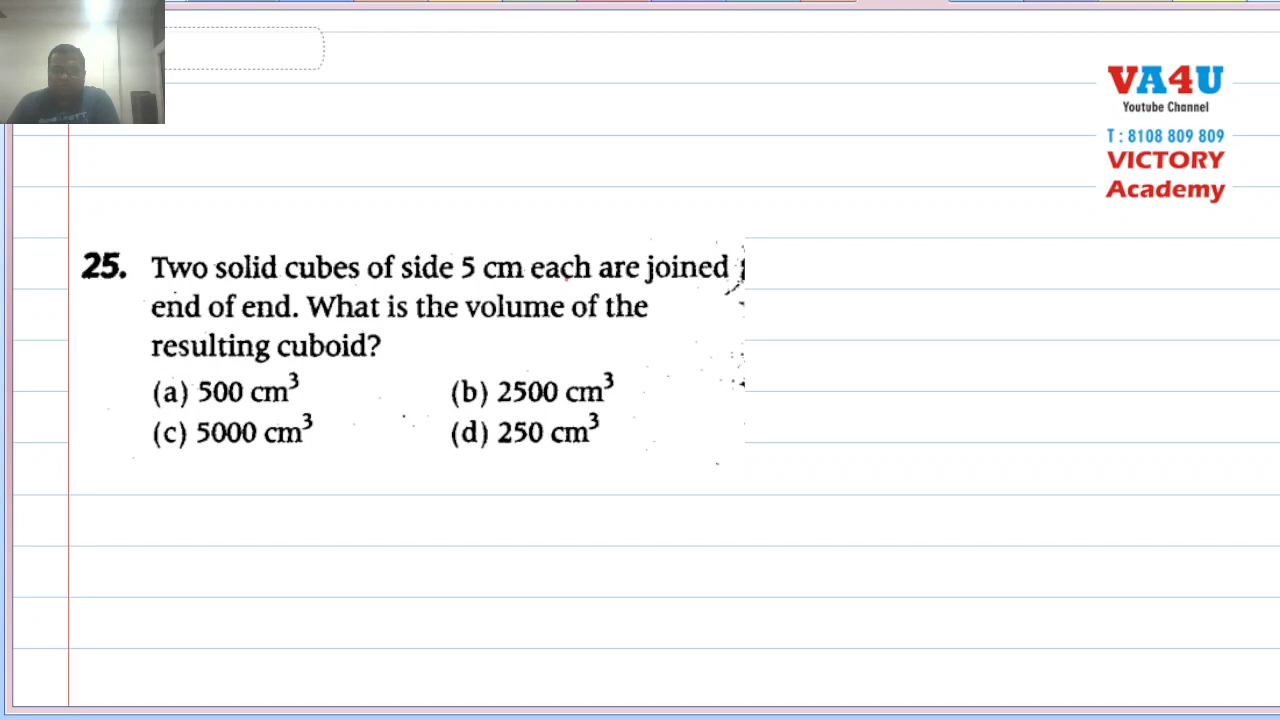 VA4U
Youtube Channel
T : 8108 809 809
VICTORY
Academy
25. Two solid cubes of side 5 cm each are joined
end of end. What is the volume of the
resulting cuboid?
(a) 500 cm³ (b) 2500 cm³
(c) 5000 cm³ (d) 250 cm³